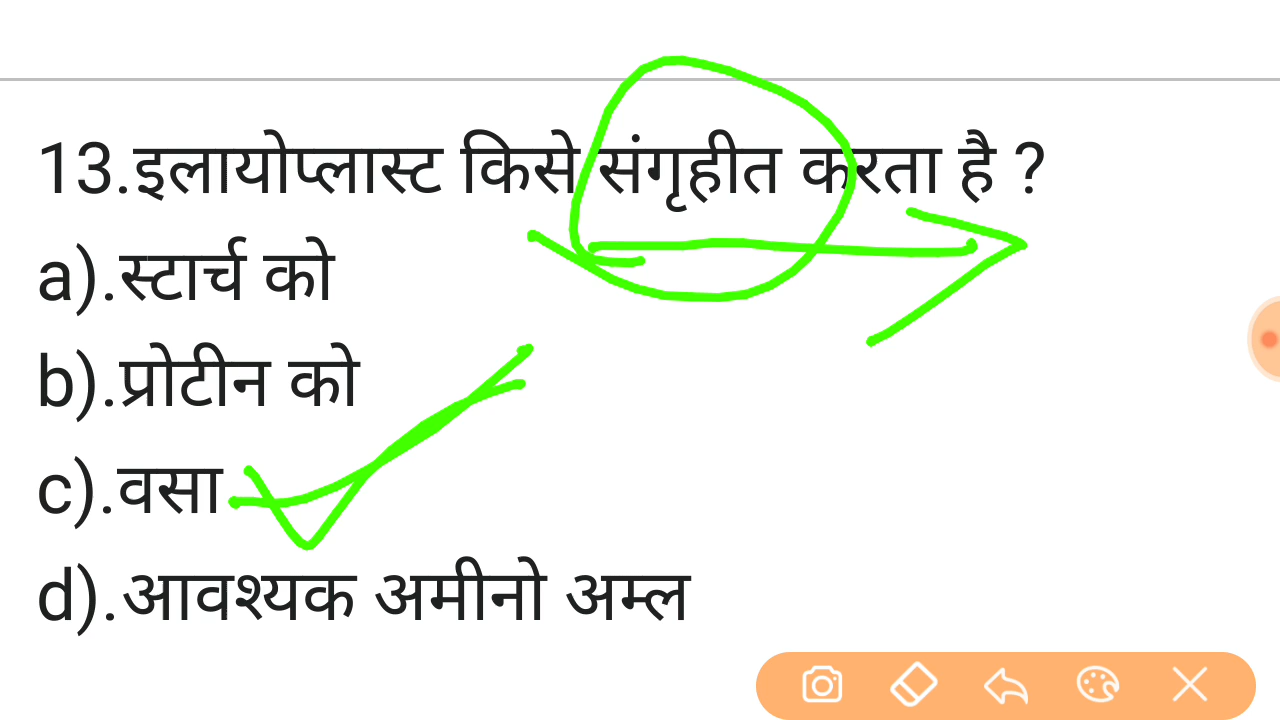 13.इलायोप्लास्ट किसे संगृहीत करता है ?
a).स्टार्च को
b).प्रोटीन को
c).वसा
d).आवश्यक अमीनो अम्ल